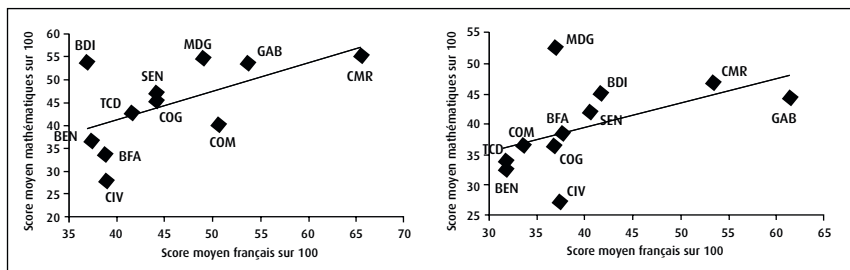 Score moyen mathématiques sur 100
60
55
50
45
40
35
30
25
20
35
40
45
50
55
60
65
70
Score moyen français sur 100
BDI
MDG
GAB
CMR
SEN
TCD
COG
COM
BEN
BFA
CIV
Score moyen mathématiques sur 100
55
50
45
40
35
30
25
30
35
40
45
50
55
60
65
Score moyen français sur 100
MDG
BDI
CMR
GAB
BFA
SEN
COM
TCD
COG
BEN
CIV